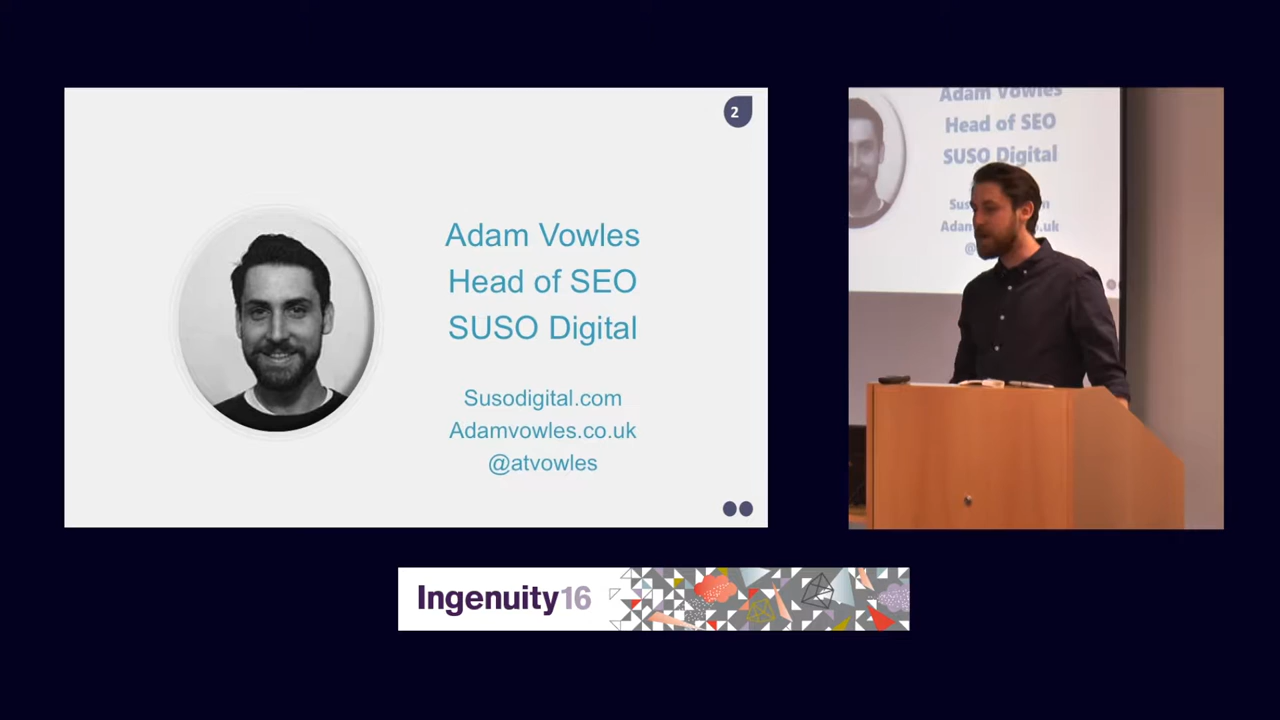 2
Adam Vowles
Head of SEO
SUSO Digital
Susodigital.com
Adamvowles.co.uk
@atvowles
Adam Vowles
Head of SEO
SUSO Digital
Ingenuity16